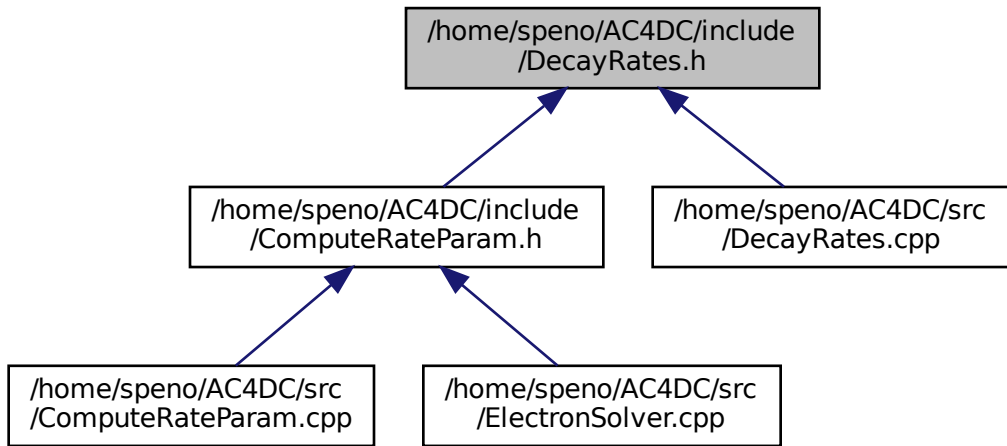 /home/speno/AC4DC/include
/DecayRates.h
/home/speno/AC4DC/include
/ComputeRateParam.h
/home/speno/AC4DC/src
/DecayRates.cpp
/home/speno/AC4DC/src
/ComputeRateParam.cpp
/home/speno/AC4DC/src
/ElectronSolver.cpp